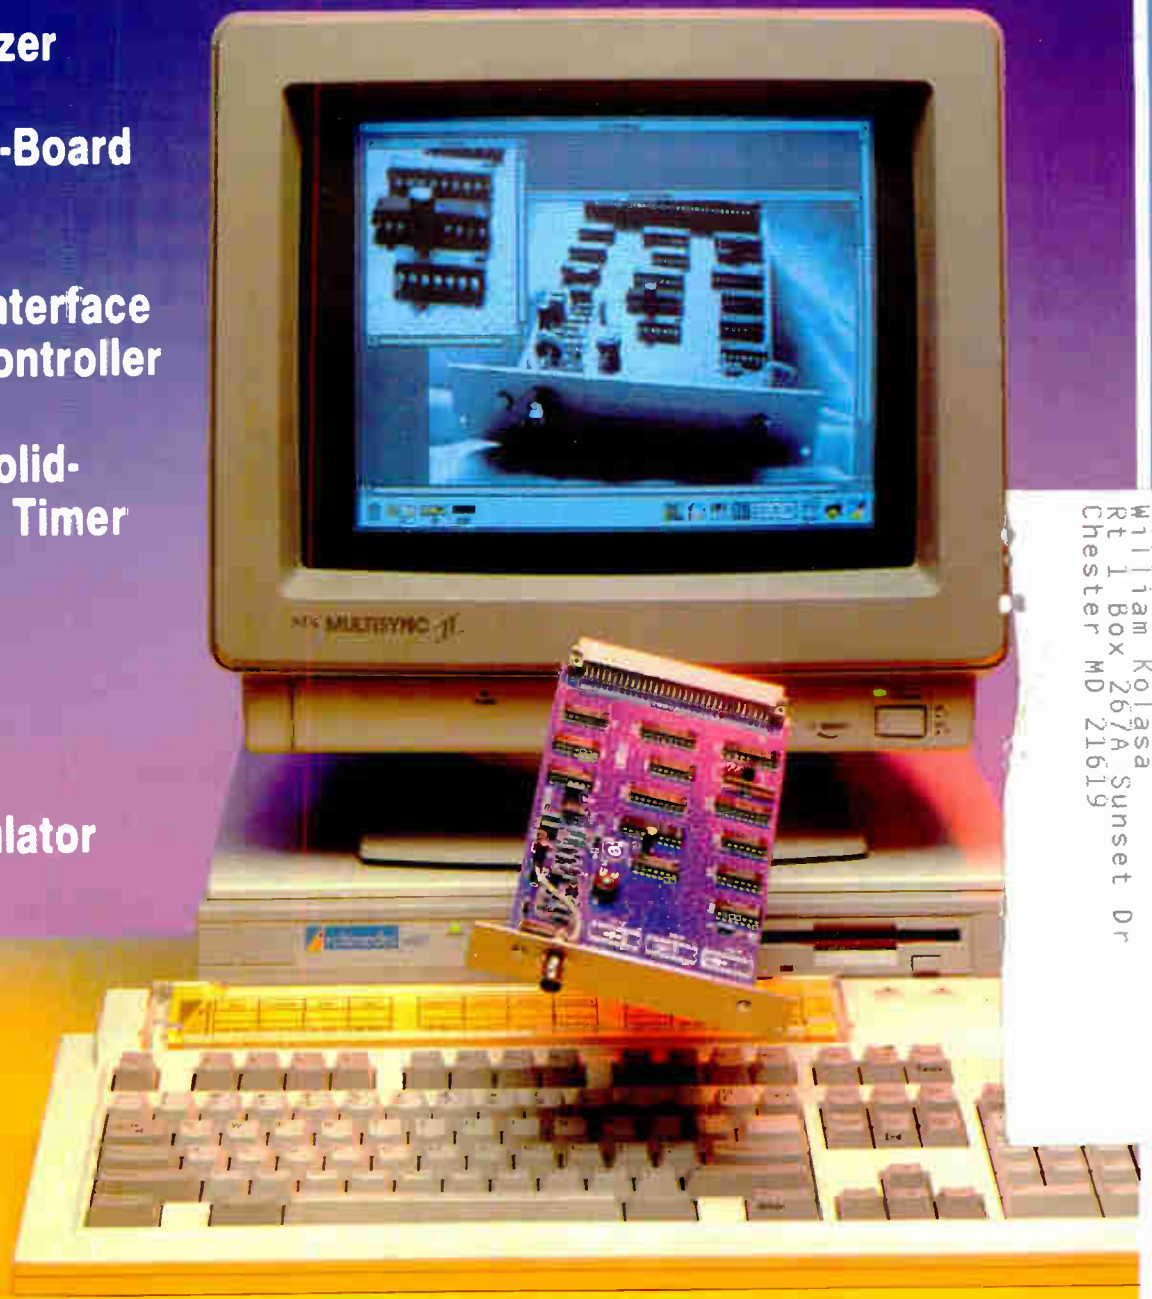 zer
-Board
nterface
ontroller
olid-
Timer
lator
MULTISYNC II
William Kolasa
Rt 1 Box 267A Sunset Dr
Chester MD 21619